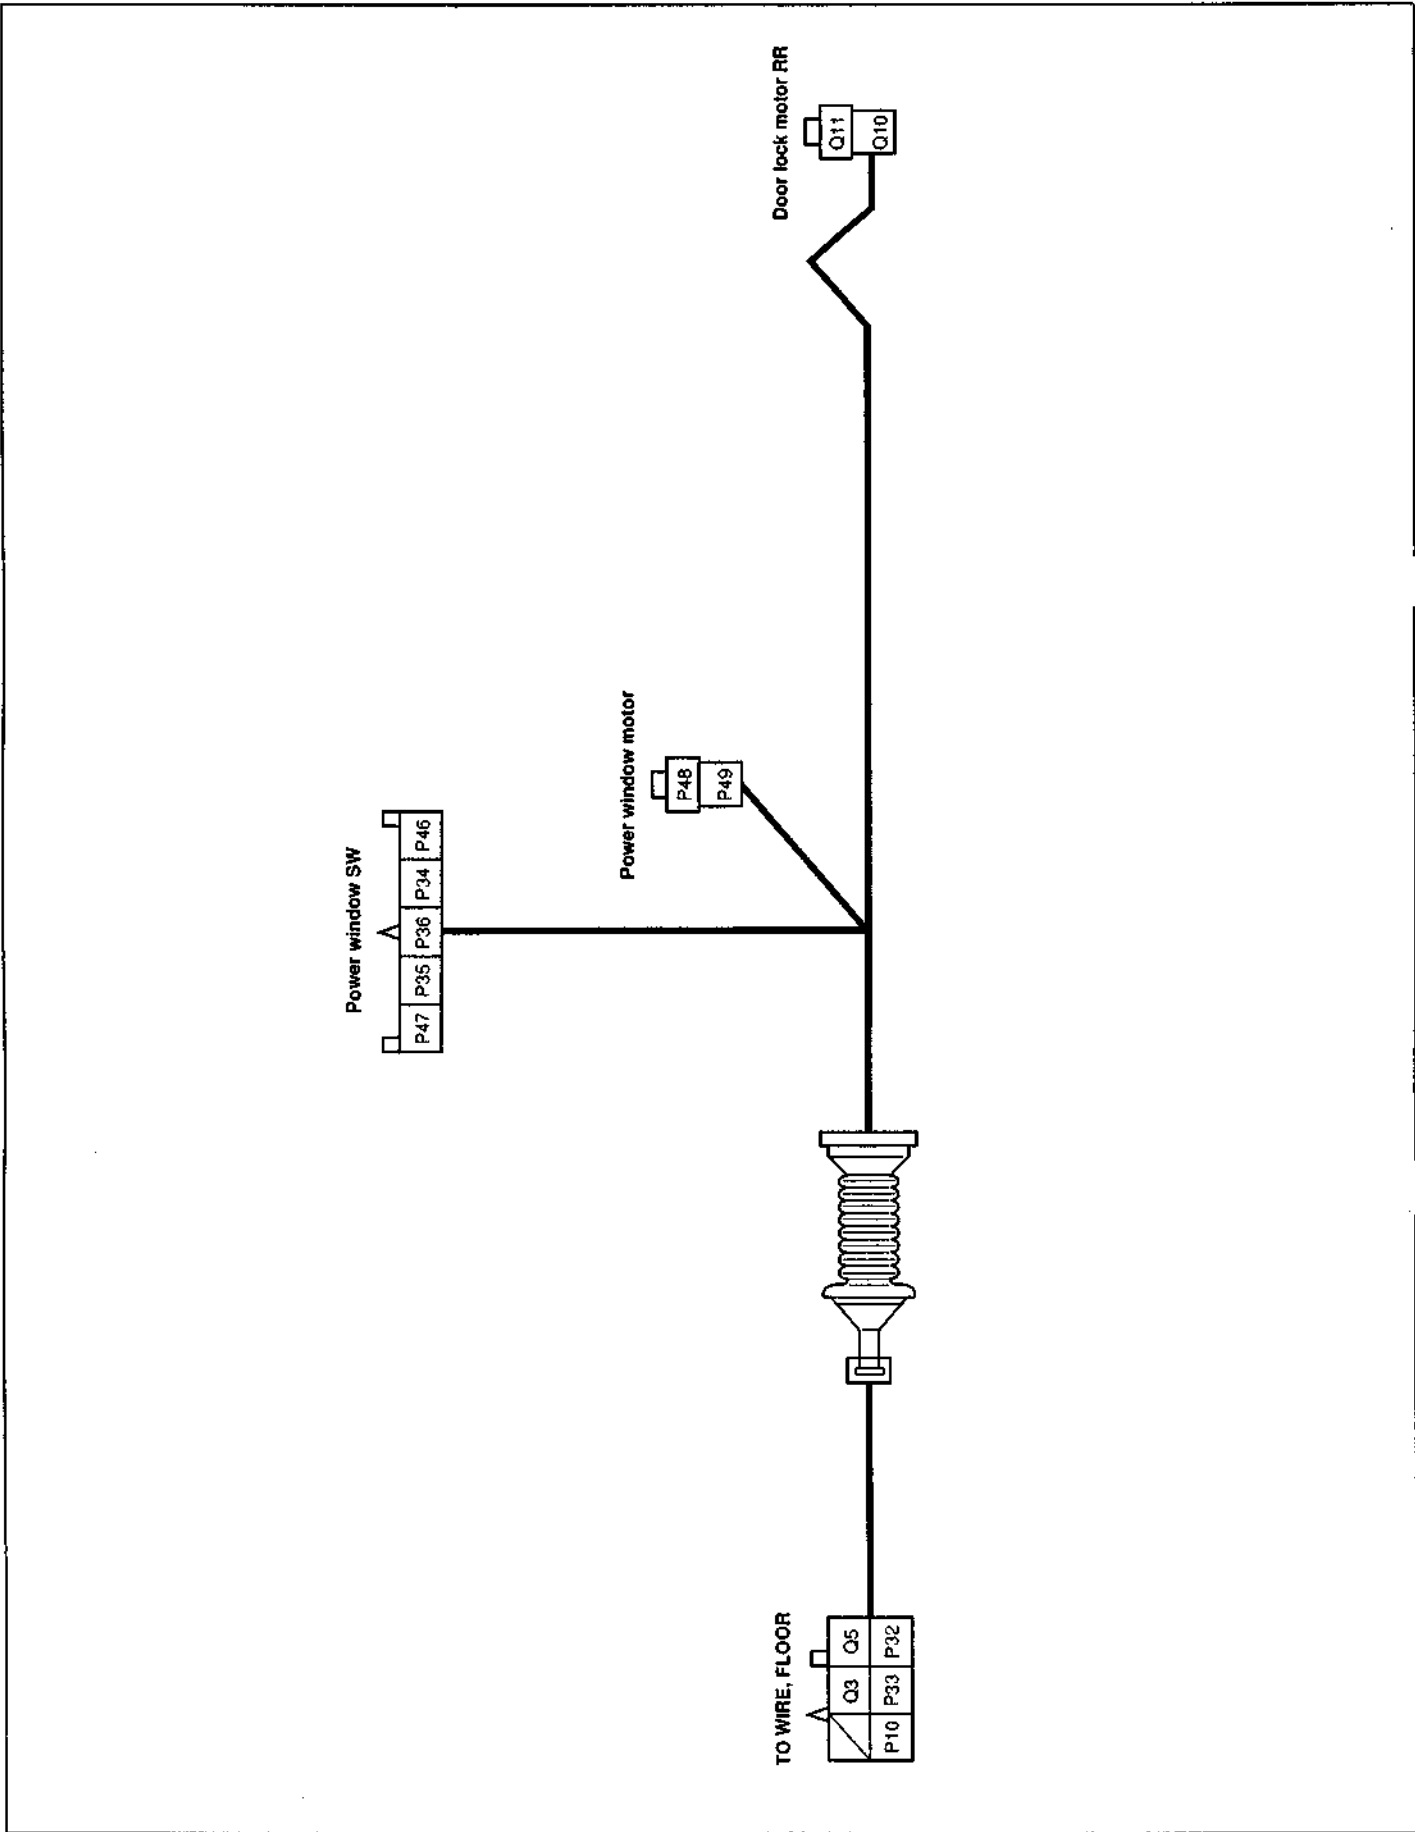 Power window SW
P47 P35 P36 P34 P46
Power window motor
P48
P49
Door lock motor RR
Q11
Q10
TO WIRE, FLOOR
Q3 Q5
P10 P33 P32